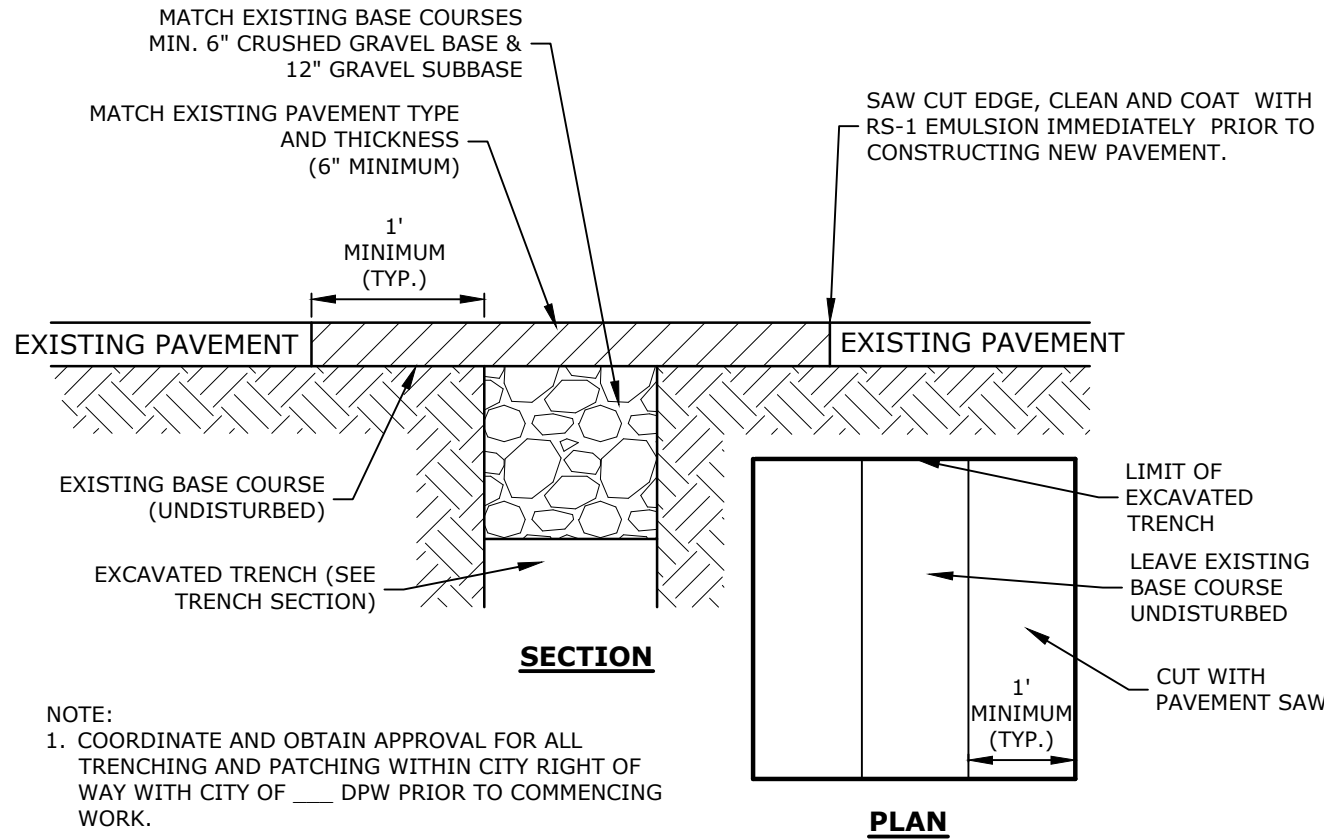 MATCH EXISTING BASE COURSES
MIN. 6" CRUSHED GRAVEL BASE &
12" GRAVEL SUBBASE
MATCH EXISTING PAVEMENT TYPE
AND THICKNESS
(6" MINIMUM)
SAW CUT EDGE, CLEAN AND COAT WITH
RS-1 EMULSION IMMEDIATELY PRIOR TO
CONSTRUCTING NEW PAVEMENT.
1'
MINIMUM
(TYP.)
EXISTING PAVEMENT
EXISTING PAVEMENT
EXISTING BASE COURSE
(UNDISTURBED)
EXCAVATED TRENCH (SEE
TRENCH SECTION)
SECTION
LIMIT OF
EXCAVATED
TRENCH
LEAVE EXISTING
BASE COURSE
UNDISTURBED
CUT WITH
PAVEMENT SAW
1'
MINIMUM
(TYP.)
PLAN
NOTE:
1. COORDINATE AND OBTAIN APPROVAL FOR ALL
TRENCHING AND PATCHING WITHIN CITY RIGHT OF
WAY WITH CITY OF ___ DPW PRIOR TO COMMENCING
WORK.